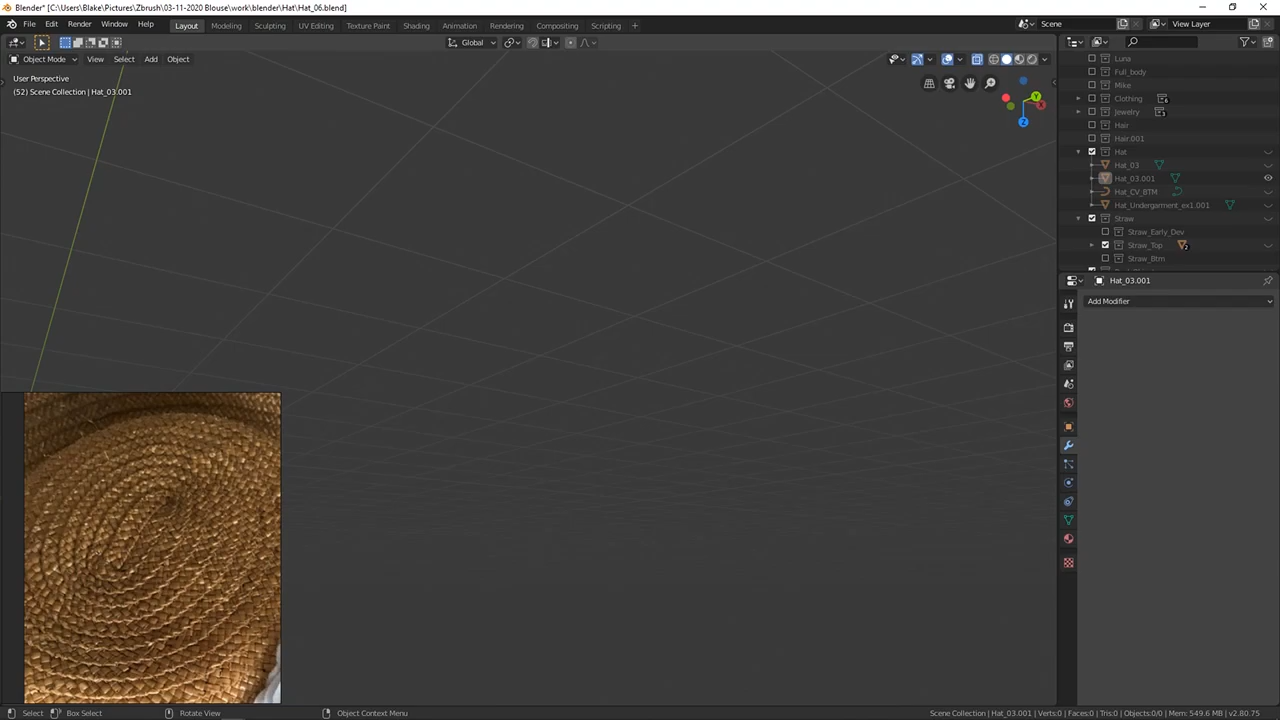 Blender* [C:\Users\Blake\Pictures\Zbrush\03-11-2020 Blouse\work\blender\Hat\Hat_06.blend]
File Edit Render Window Help Layout Modeling Sculpting UV Editing Texture Paint Shading Animation Rendering Compositing Scripting + Scene View Layer
Global
Object Mode View Select Add Object
User Perspective
(52) Scene Collection | Hat_03.001
Y
X
Z
Luna
Full_body
Mike
Clothing 6
Jewelry 3
Hair
Hair.001
Hat
Hat_03
Hat_03.001
Hat_CV_BTM
Hat_Undergarment_ex1.001
Straw
Straw_Early_Dev
Straw_Top 2
Straw_Btm
Hat_03.001
Add Modifier
Select Box Select Rotate View Object Context Menu Scene Collection | Hat_03.001 | Verts:0 | Faces:0 | Tris:0 | Objects:0/0 | Mem: 549.6 MB | v2.80.75